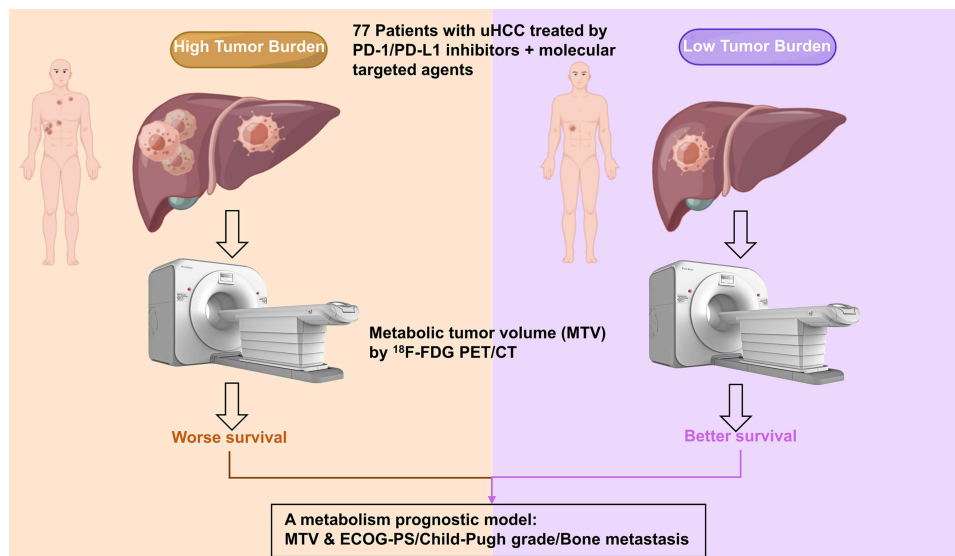 High Tumor Burden
77 Patients with uHCC treated by
PD-1/PD-L1 inhibitors + molecular
targeted agents
Low Tumor Burden
Metabolic tumor volume (MTV)
by ¹⁸F-FDG PET/CT
Worse survival
Better survival
A metabolism prognostic model:
MTV & ECOG-PS/Child-Pugh grade/Bone metastasis